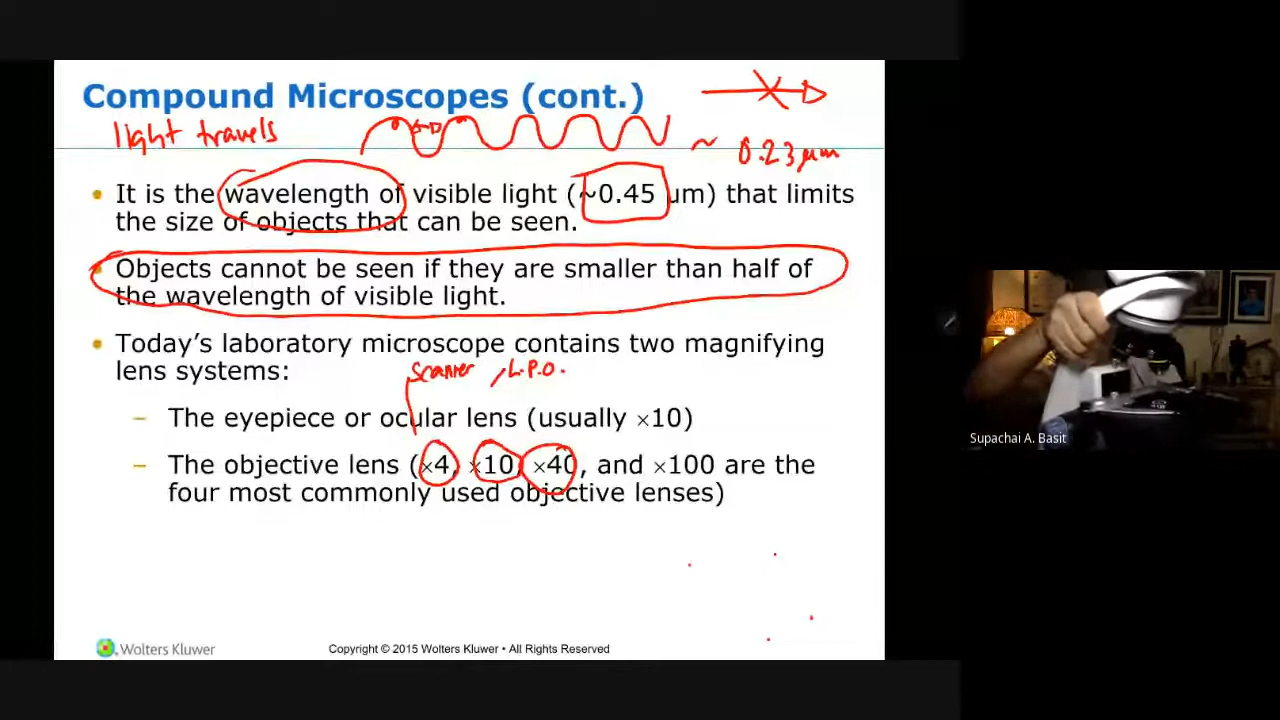 Compound Microscopes (cont.)
light travels
~ 0.23 µm
• It is the wavelength of visible light (~0.45 µm) that limits
the size of objects that can be seen.
• Objects cannot be seen if they are smaller than half of
the wavelength of visible light.
• Today’s laboratory microscope contains two magnifying
lens systems:
scanner , L.P.O.
– The eyepiece or ocular lens (usually ×10)
– The objective lens (×4, ×10, ×40, and ×100 are the
four most commonly used objective lenses)
Supachai A. Basit
Wolters Kluwer
Copyright © 2015 Wolters Kluwer • All Rights Reserved